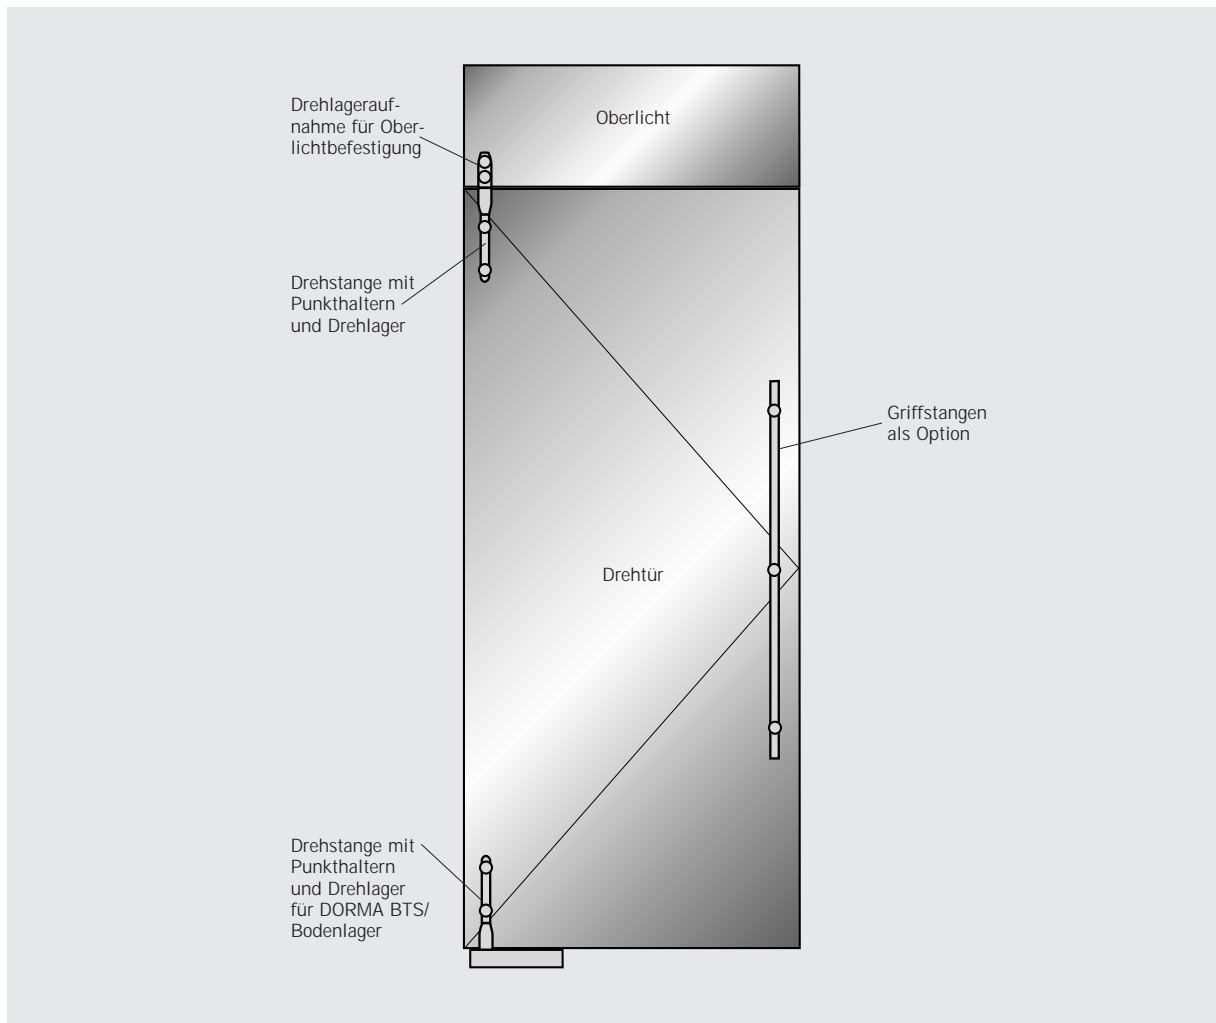 Drehlagerauf-
nahme für Ober-
lichtbefestigung
Oberlicht
Drehstange mit
Punkthaltern
und Drehlager
Griffstangen
als Option
Drehtür
Drehstange mit
Punkthaltern
und Drehlager
für DORMA BTS/
Bodenlager